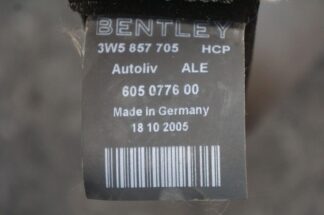 BENTLEY
3W5 857 705 HCP
Autoliv ALE
605 0776 00
Made in Germany
18 10 2005